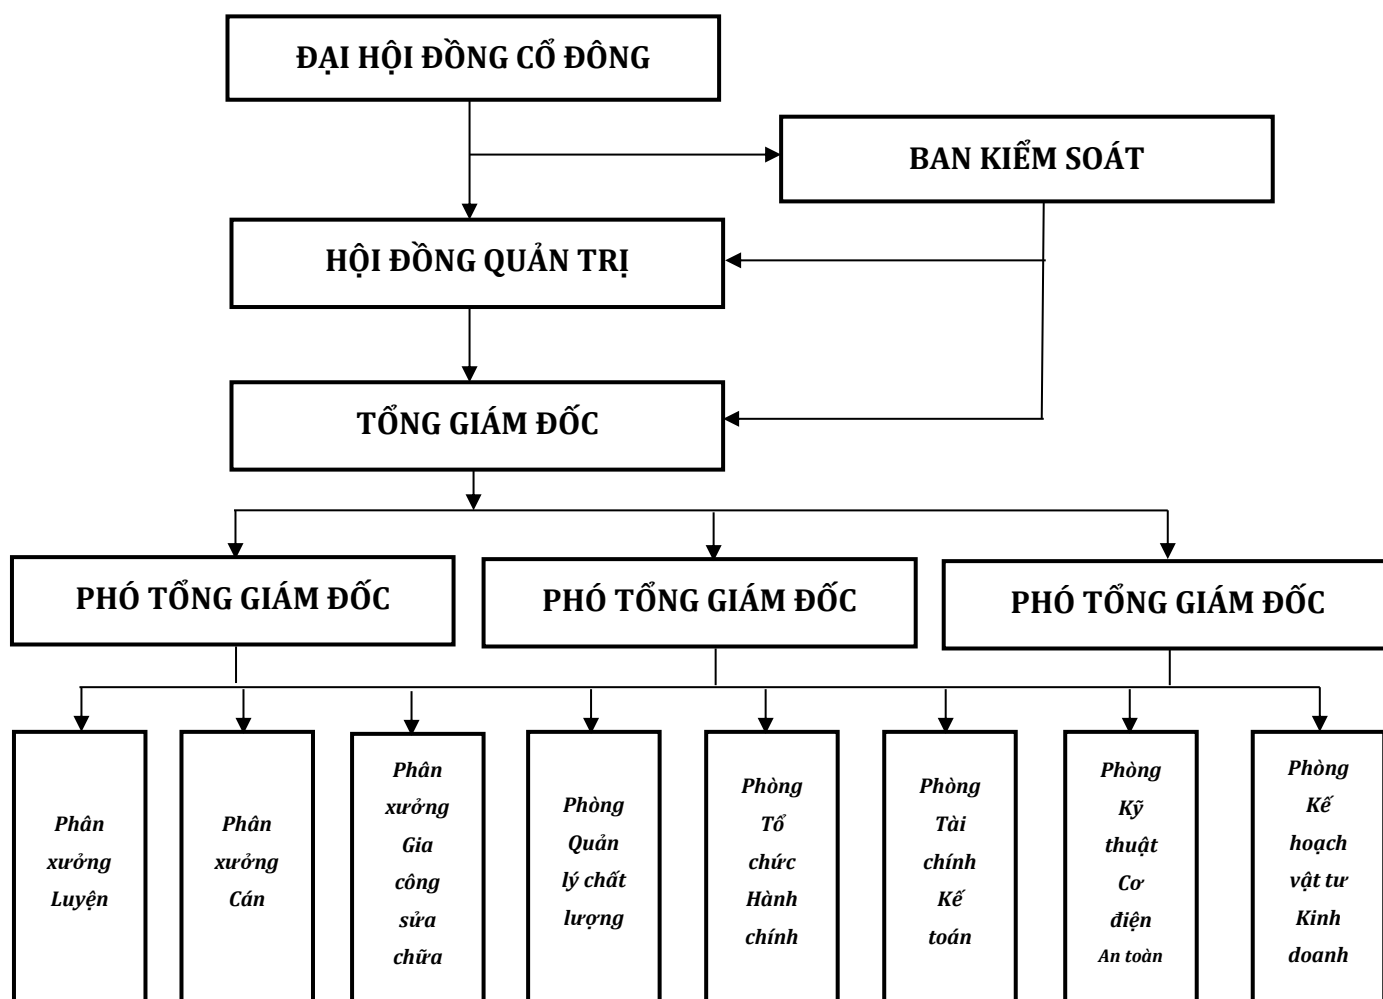 ĐẠI HỘI ĐỒNG CỔ ĐÔNG
BAN KIỂM SOÁT
HỘI ĐỒNG QUẢN TRỊ
TỔNG GIÁM ĐỐC
PHÓ TỔNG GIÁM ĐỐC
PHÓ TỔNG GIÁM ĐỐC
PHÓ TỔNG GIÁM ĐỐC
Phân
xưởng
Luyện
Phân
xưởng
Cán
Phân
xưởng
Gia
công
sửa
chữa
Phòng
Quản
lý chất
lượng
Phòng
Tổ
chức
Hành
chính
Phòng
Tài
chính
Kế
toán
Phòng
Kỹ
thuật
Cơ
điện
An toàn
Phòng
Kế
hoạch
vật tư
Kinh
doanh